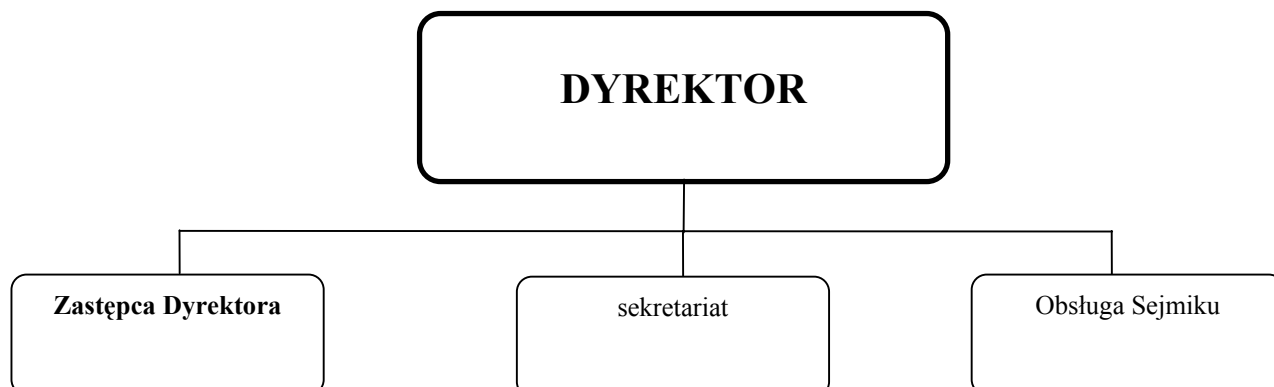 DYREKTOR
Zastępca Dyrektora
sekretariat
Obsługa Sejmiku